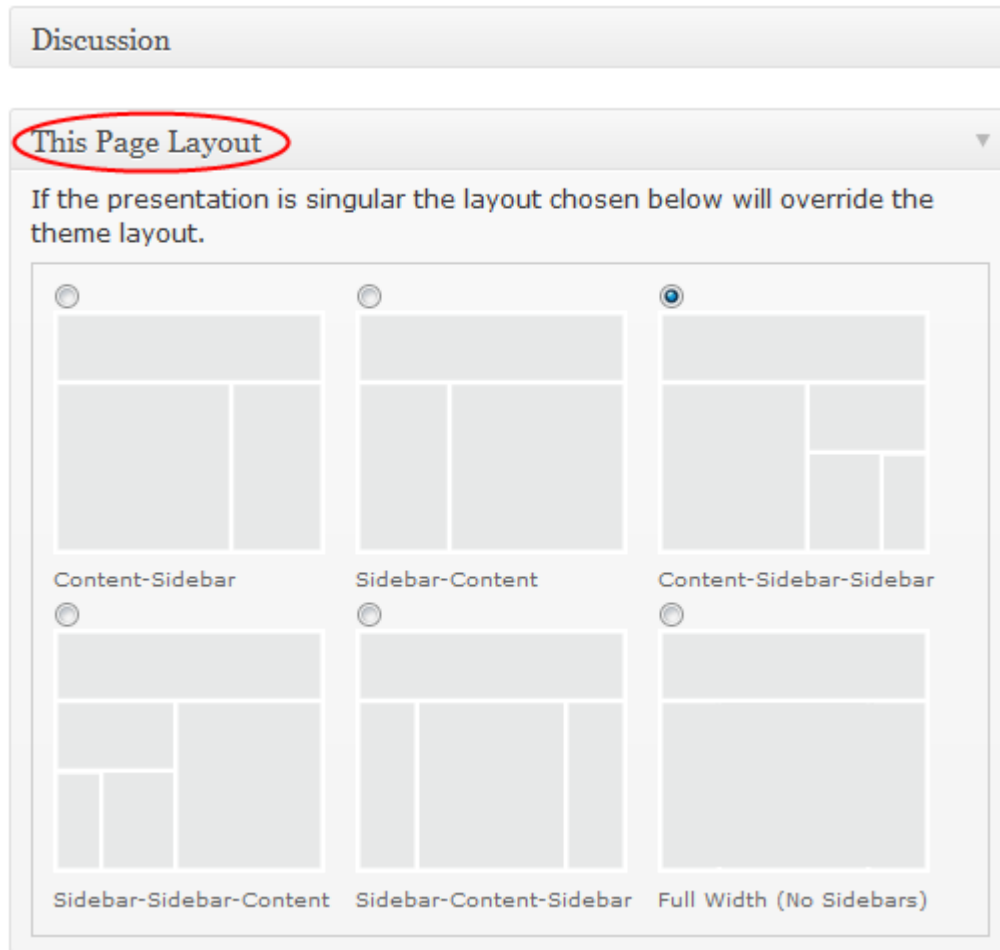 Discussion
This Page Layout
If the presentation is singular the layout chosen below will override the
theme layout.
Content-Sidebar
Sidebar-Content
Content-Sidebar-Sidebar
Sidebar-Sidebar-Content
Sidebar-Content-Sidebar
Full Width (No Sidebars)